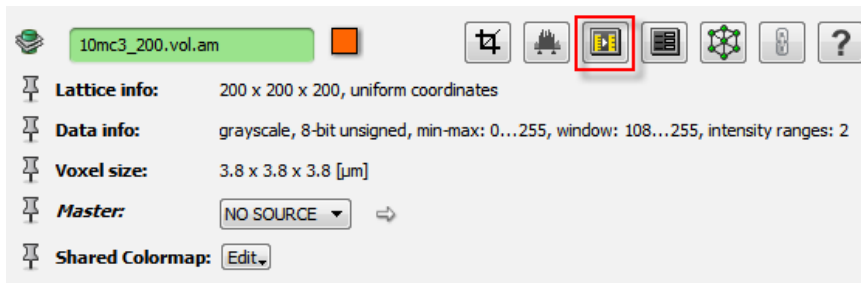 10mc3_200.vol.am ?
Lattice info: 200 x 200 x 200, uniform coordinates
Data info: grayscale, 8-bit unsigned, min-max: 0...255, window: 108...255, intensity ranges: 2
Voxel size: 3.8 x 3.8 x 3.8 [µm]
Master: NO SOURCE
Shared Colormap: Edit